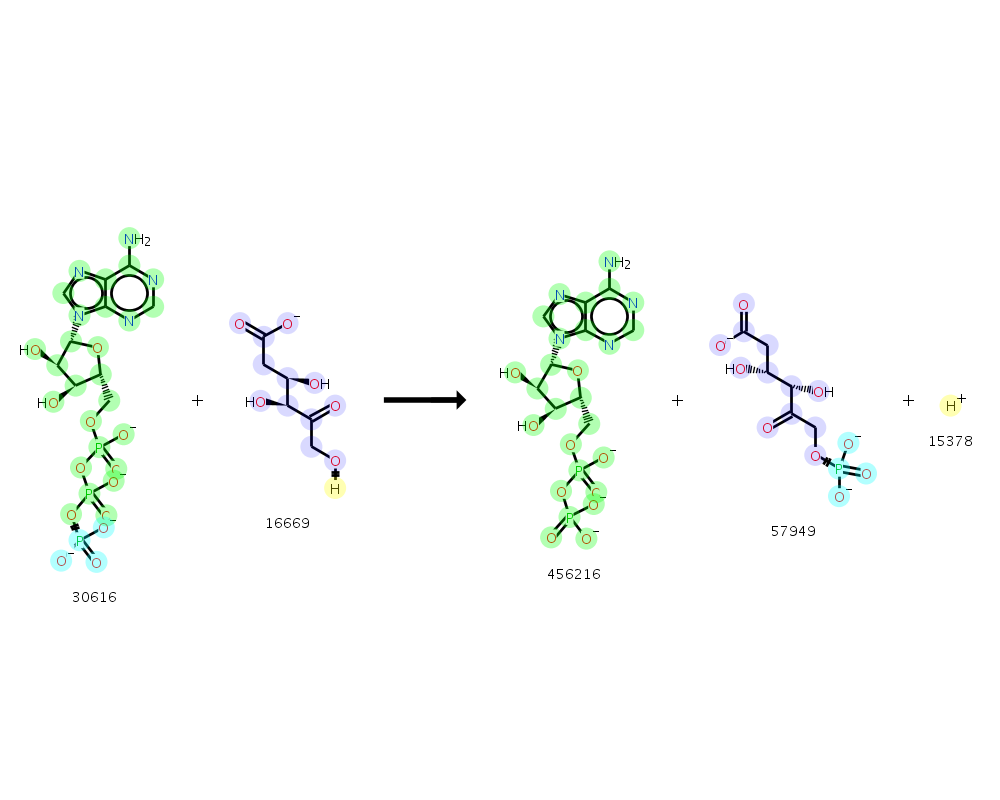 NH2
N N N N
HO O
HO
O O-
P O
O O-
P O
O O-
P
O- O
30616
+
O O-
OH
HO O
O
H
16669
NH2
N N N N
HO O
HO
O O-
P O
O O-
P
O O-
456216
+
O
O-
HO OH
O
O O-
P O
O-
57949
+
H+
15378